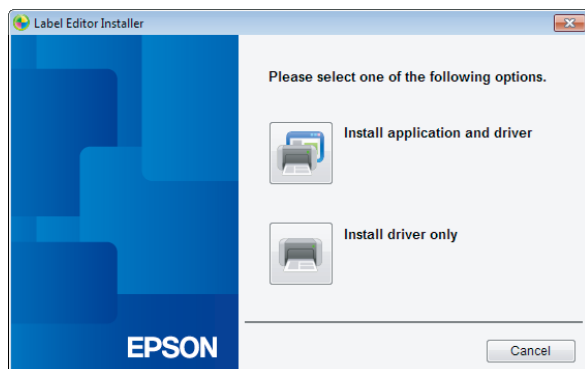 Label Editor Installer
Please select one of the following options.
Install application and driver
Install driver only
EPSON
Cancel